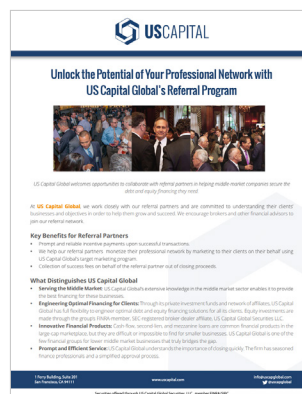 USCAPITAL
Unlock the Potential of Your Professional Network with
US Capital Global's Referral Program
US Capital Global welcomes opportunities to collaborate with referral partners in helping middle market companies secure the
debt and equity financing they need.
At US Capital Global, we work closely with our referral partners and are committed to understanding their clients'
businesses and objectives in order to help them grow and succeed. We encourage brokers and other financial advisors to
join our referral network.
Key Benefits for Referral Partners
• Prompt and reliable incentive payments upon successful transactions.
• We help our referral partners monetize their professional network by marketing to their clients on their behalf using
US Capital Global's target marketing program.
• Collection of success fees on behalf of the referral partner out of closing proceeds.
What Distinguishes US Capital Global
• Serving the Middle Market: US Capital Global's extensive knowledge in the middle market sector enables it to provide
the best financing for these businesses.
• Engineering Optimal Financing for Clients: Through its private investment funds and network of affiliates, US Capital
Global has full flexibility to engineer optimal debt and equity financing solutions for all its clients. Equity investments are
made through the group's FINRA-member, SEC-registered broker dealer affiliate, US Capital Global Securities LLC.
• Innovative Financial Products: Cash flow, second lien, and mezzanine loans are common financial products in the
large-cap marketplace, but they are difficult or impossible to find for smaller businesses. US Capital Global is one of the
few financial groups for lower middle market businesses that truly bridges the gap.
• Prompt and Efficient Service: US Capital Global understands the importance of closing quickly. The firm has seasoned
finance professionals and a simplified approval process.
1 Ferry Building, Suite 201
San Francisco, CA 94111
www.uscapital.com
info@uscapital.com
@uscapglobal
Securities offered through US Capital Global Securities, LLC., member FINRA/SIPC